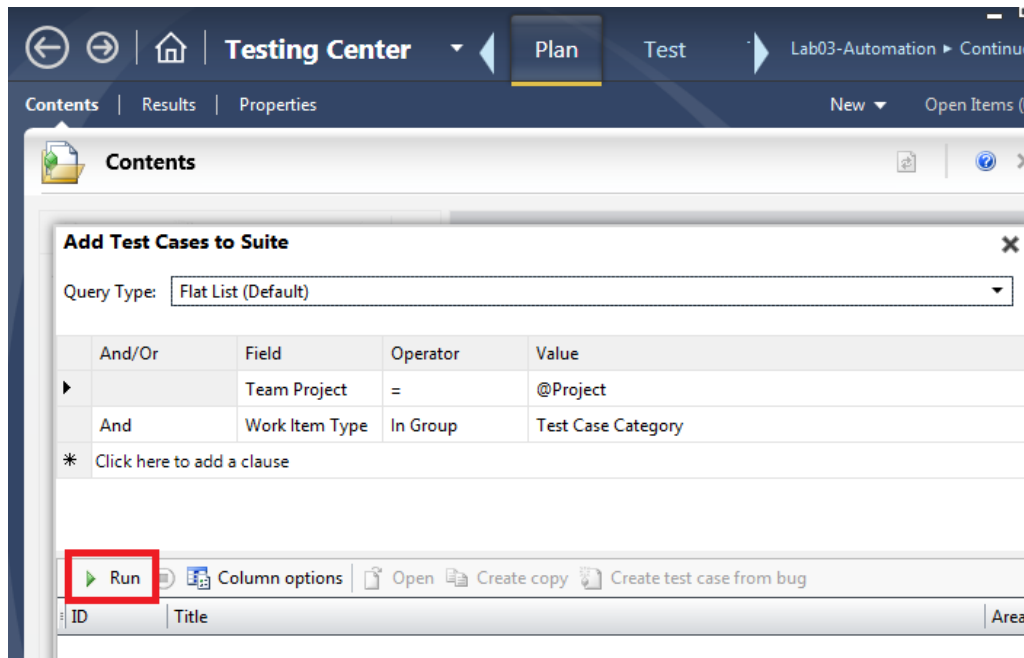 Testing Center Plan Test Lab03-Automation ▸ Continu
Contents | Results | Properties New Open Items (
Contents
Add Test Cases to Suite
Query Type: Flat List (Default)
And/Or Field Operator Value
Team Project = @Project
And Work Item Type In Group Test Case Category
* Click here to add a clause
Run Column options Open Create copy Create test case from bug
ID Title Area